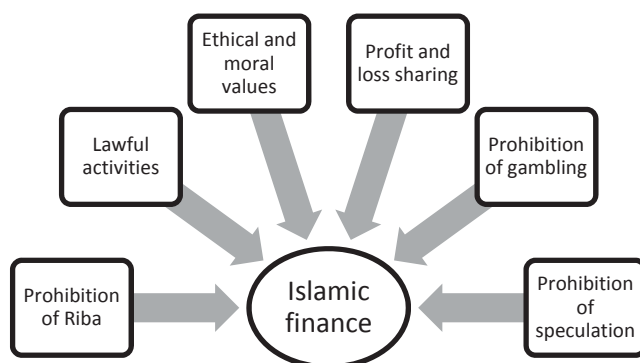 Ethical and
moral
values
Profit and
loss sharing
Lawful
activities
Prohibition
of gambling
Prohibition
of Riba
Islamic
finance
Prohibition
of
speculation